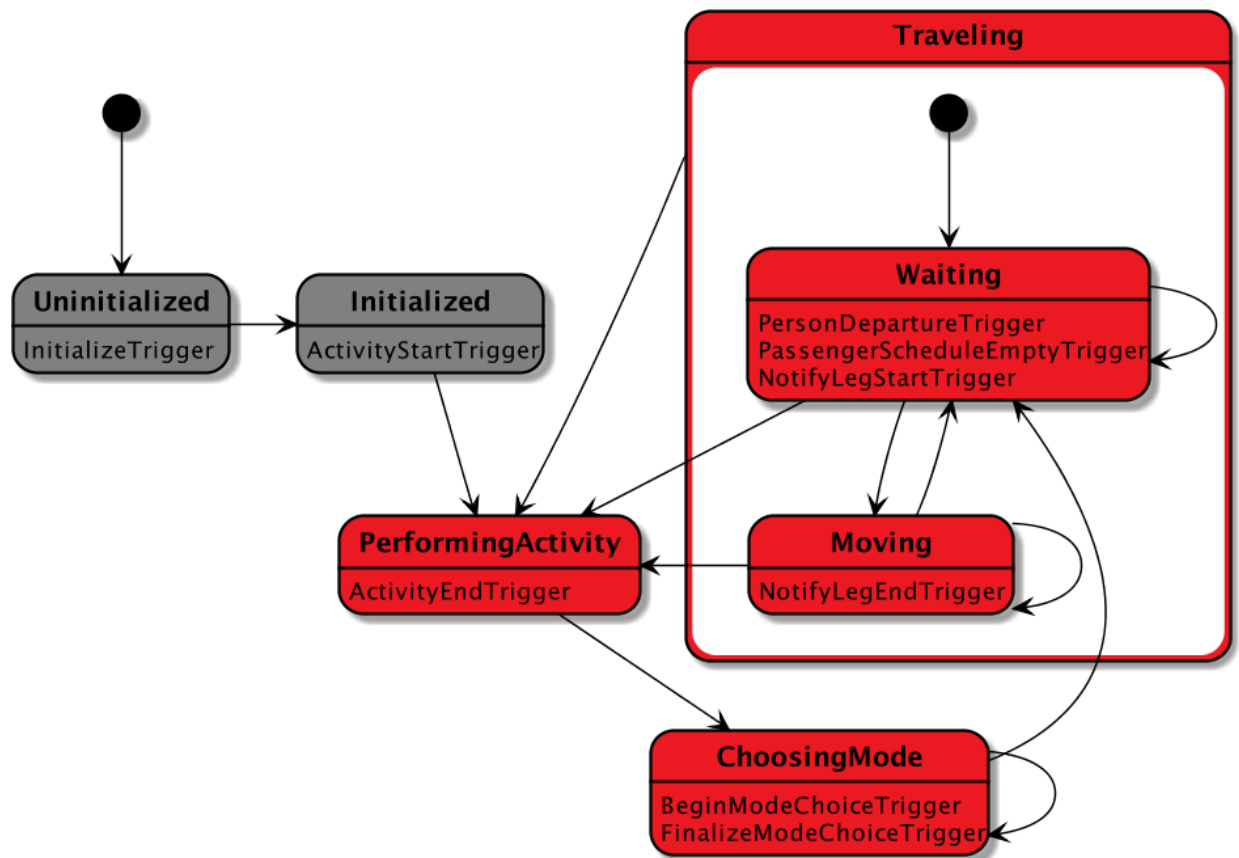 Traveling
Waiting
PersonDepartureTrigger
PassengerScheduleEmptyTrigger
NotifyLegStartTrigger
Uninitialized
InitializeTrigger
Initialized
ActivityStartTrigger
PerformingActivity
ActivityEndTrigger
Moving
NotifyLegEndTrigger
ChoosingMode
BeginModeChoiceTrigger
FinalizeModeChoiceTrigger